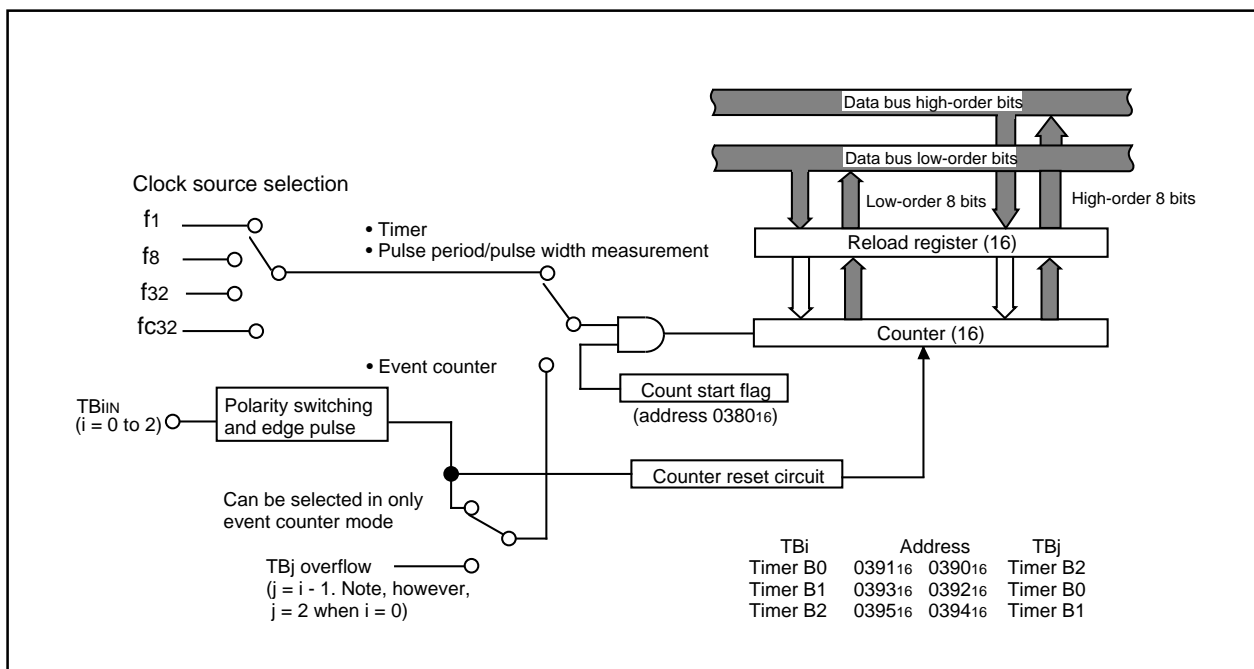 Data bus high-order bits
Data bus low-order bits
Clock source selection
Low-order 8 bits
High-order 8 bits
f1
• Timer
• Pulse period/pulse width measurement
Reload register (16)
f8
f32
fC32
Counter (16)
• Event counter
Count start flag
(address 038016)
TBiIN
(i = 0 to 2)
Polarity switching
and edge pulse
Counter reset circuit
Can be selected in only
event counter mode
TBj overflow
(j = i - 1. Note, however,
j = 2 when i = 0)
TBi Address TBj
Timer B0 039116 039016 Timer B2
Timer B1 039316 039216 Timer B0
Timer B2 039516 039416 Timer B1